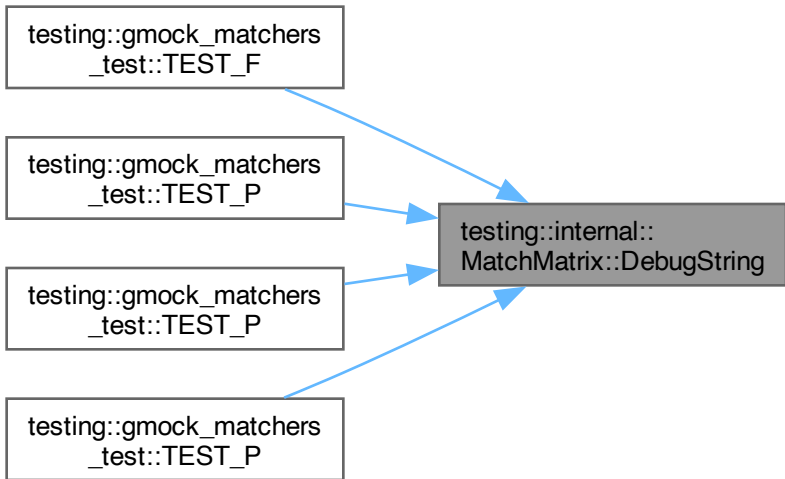 testing::gmock_matchers
_test::TEST_F
testing::gmock_matchers
_test::TEST_P
testing::internal::
MatchMatrix::DebugString
testing::gmock_matchers
_test::TEST_P
testing::gmock_matchers
_test::TEST_P